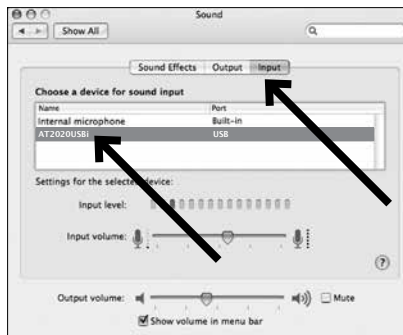 Sound
Show All
Sound Effects Output Input
Choose a device for sound input
Name Port
Internal microphone Built-in
AT2020USBi USB
Settings for the selected device:
Input level:
Input volume:
?
Output volume: Mute
Show volume in menu bar